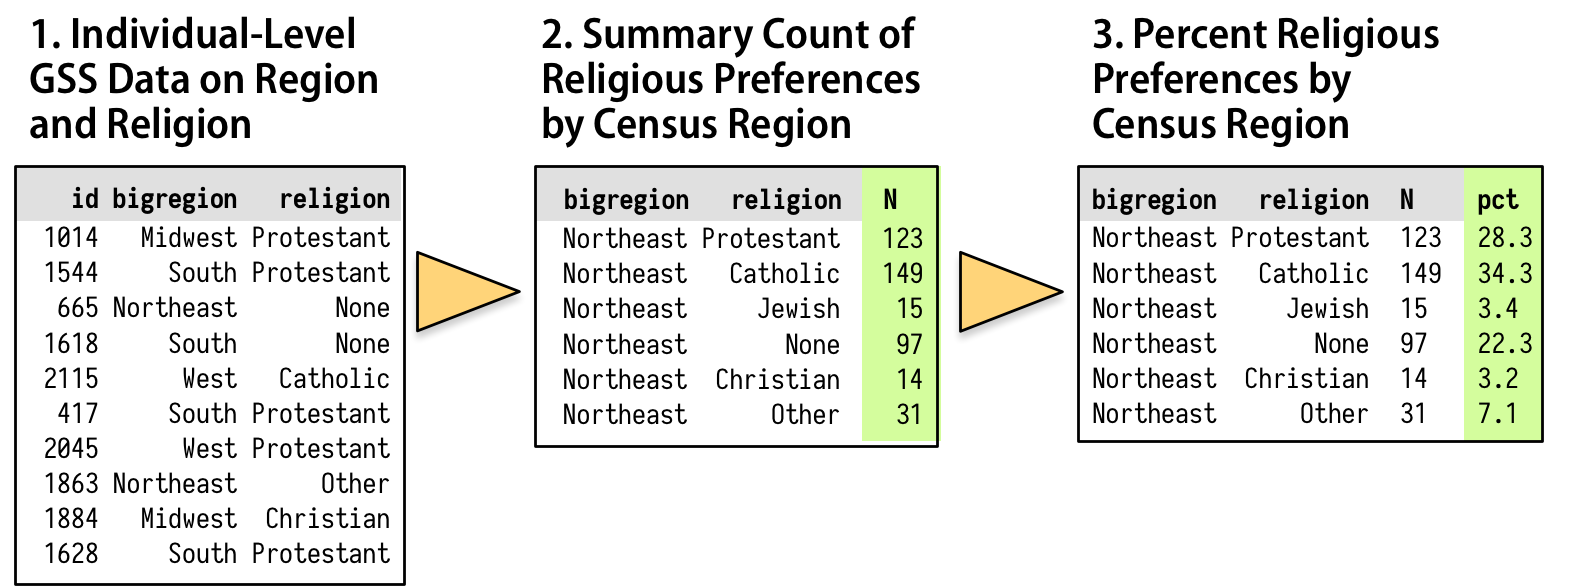 1. Individual-Level
GSS Data on Region
and Religion
id bigregion religion
1014 Midwest Protestant
1544 South Protestant
665 Northeast None
1618 South None
2115 West Catholic
417 South Protestant
2045 West Protestant
1863 Northeast Other
1884 Midwest Christian
1628 South Protestant
2. Summary Count of
Religious Preferences
by Census Region
bigregion religion N
Northeast Protestant 123
Northeast Catholic 149
Northeast Jewish 15
Northeast None 97
Northeast Christian 14
Northeast Other 31
3. Percent Religious
Preferences by
Census Region
bigregion religion N pct
Northeast Protestant 123 28.3
Northeast Catholic 149 34.3
Northeast Jewish 15 3.4
Northeast None 97 22.3
Northeast Christian 14 3.2
Northeast Other 31 7.1